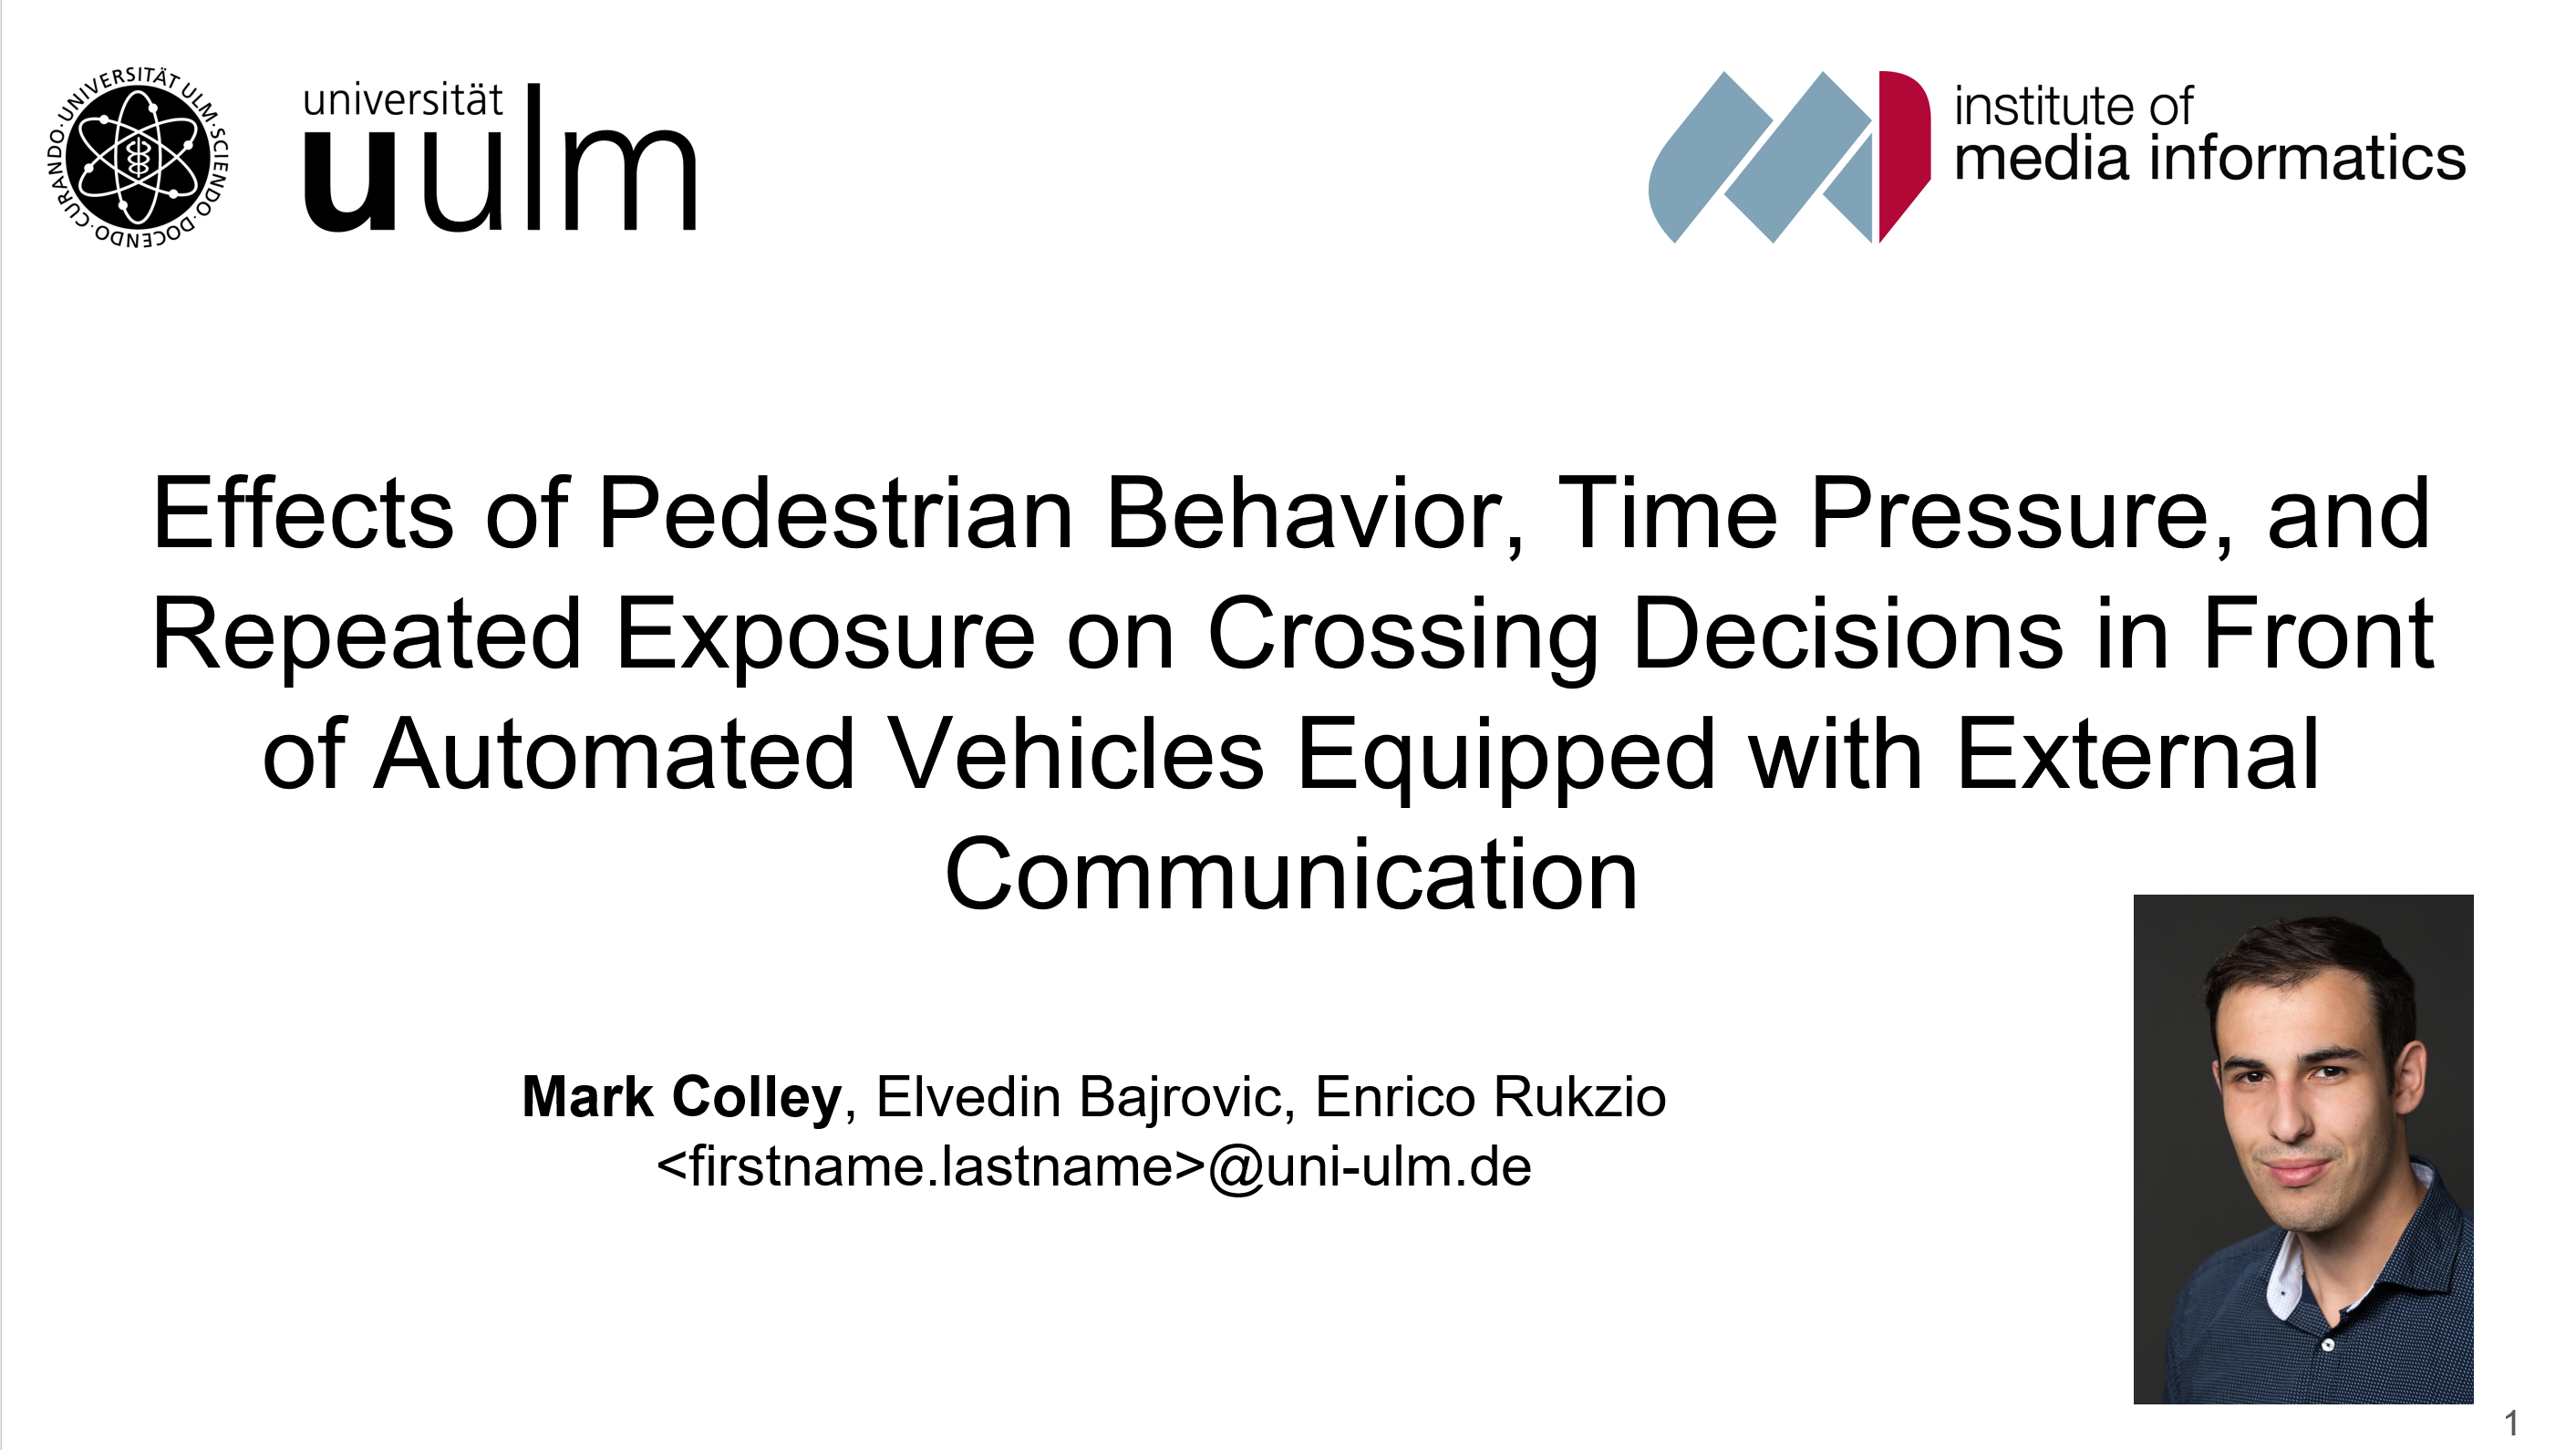 UNIVERSITÄT ULM · SCIENDO · DOCENDO · CURANDO ·
universität
uulm
institute of
media informatics
Effects of Pedestrian Behavior, Time Pressure, and
Repeated Exposure on Crossing Decisions in Front
of Automated Vehicles Equipped with External
Communication
Mark Colley, Elvedin Bajrovic, Enrico Rukzio
<firstname.lastname>@uni-ulm.de
1